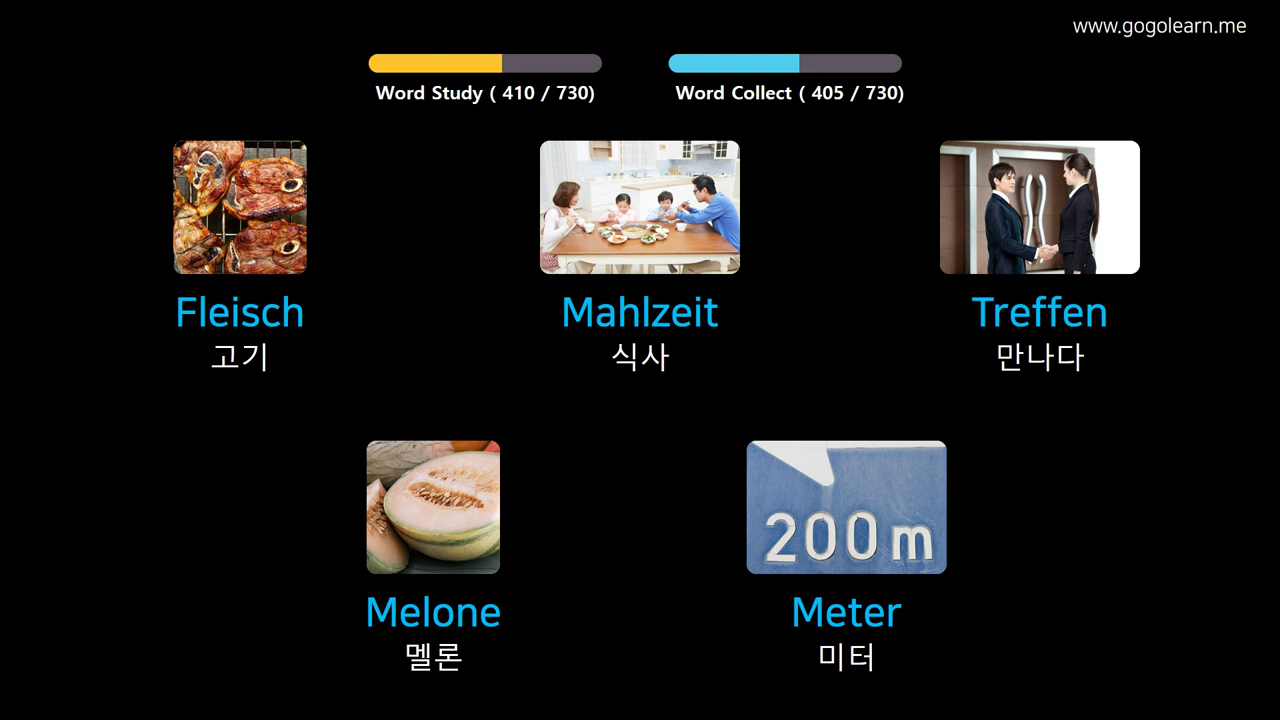 www.gogolearn.me
Word Study ( 410 / 730)
Word Collect ( 405 / 730)
Fleisch
고기
Mahlzeit
식사
Treffen
만나다
200m
Melone
멜론
Meter
미터